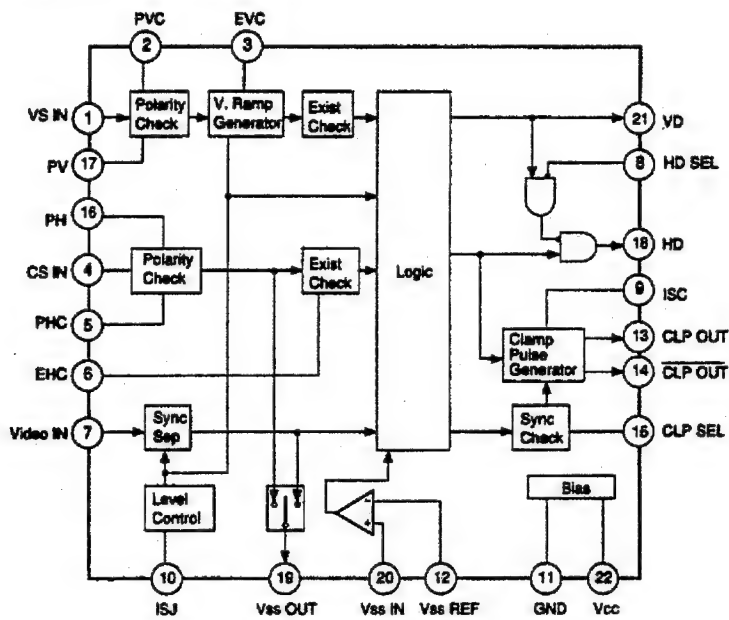 PVC
EVC
2
3
VS IN
1
Polarity
Check
V. Ramp
Generator
Exist
Check
21
VD
PV
17
8
HD SEL
16
PH
CS IN
4
Polarity
Check
Exist
Check
Logic
18
HD
9
ISC
PHC
5
13
CLP OUT
Clamp
Pulse
Generator
EHC
6
14
CLP OUT
Video IN
7
Sync
Sep
Sync
Check
15
CLP SEL
Level
Control
-
+
Bias
10
19
20
12
11
22
ISJ
Vss OUT
Vss IN
Vss REF
GND
Vcc